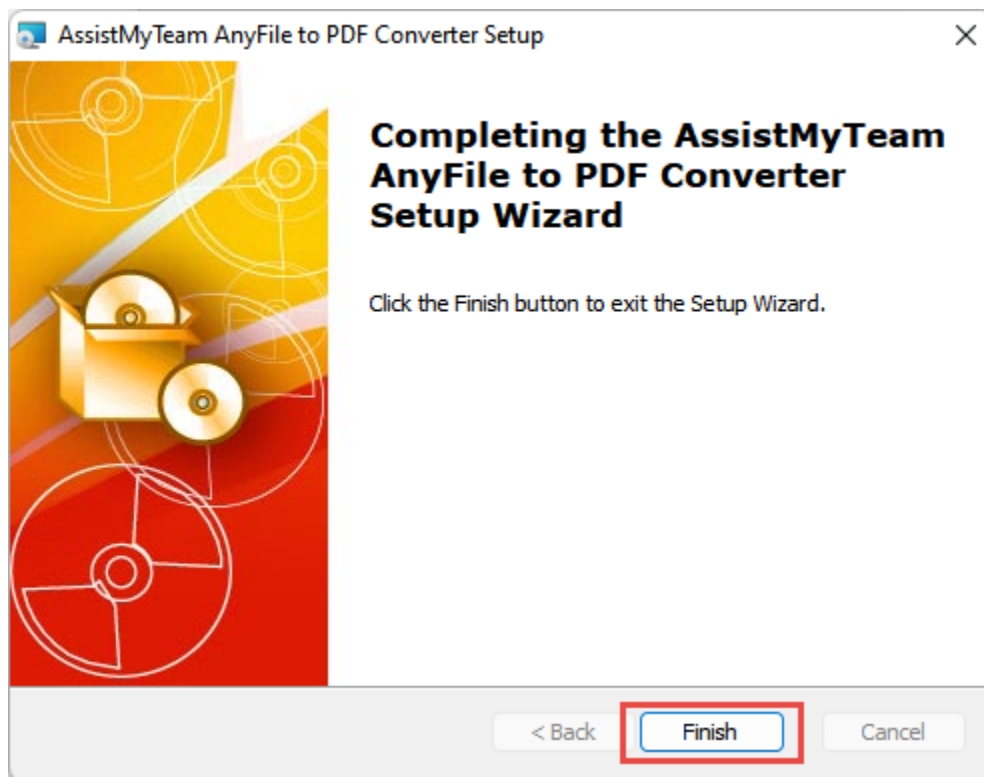 AssistMyTeam AnyFile to PDF Converter Setup
Completing the AssistMyTeam
AnyFile to PDF Converter
Setup Wizard
Click the Finish button to exit the Setup Wizard.
< Back Finish Cancel